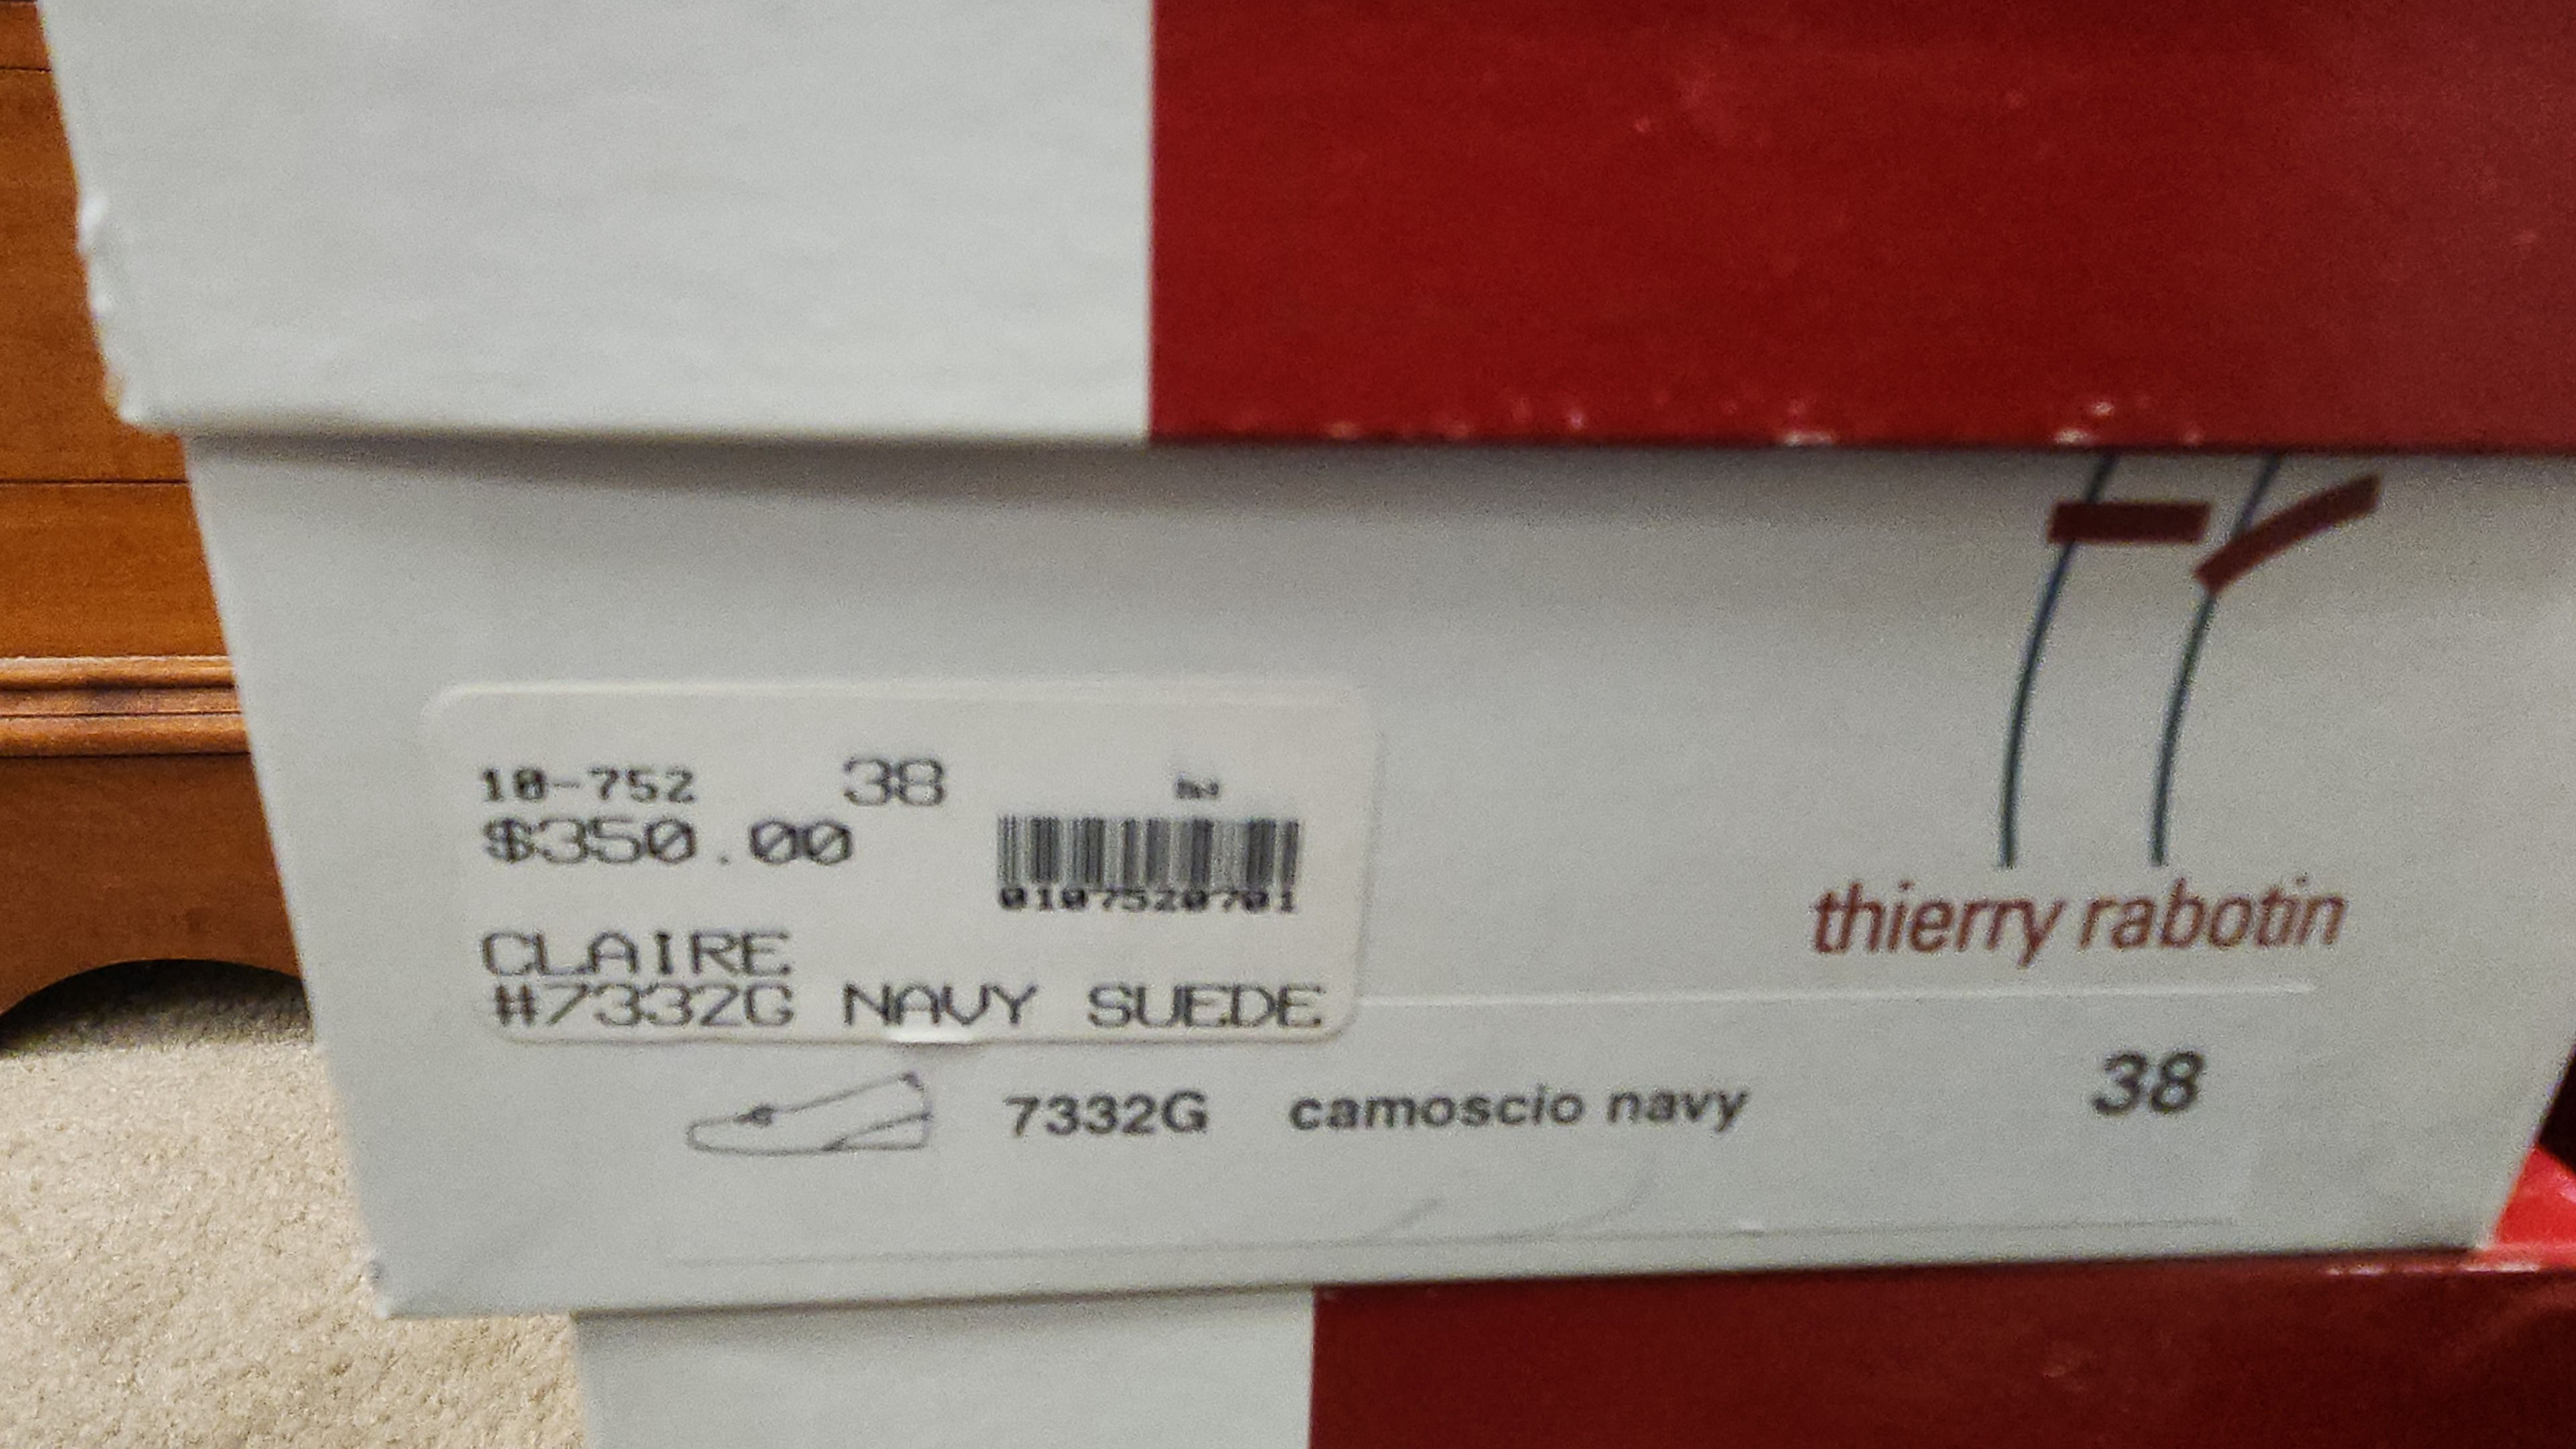 10-752 38
$350.00
0107520701
CLAIRE
#7332G NAVY SUEDE
thierry rabotin
7332G camoscio navy 38